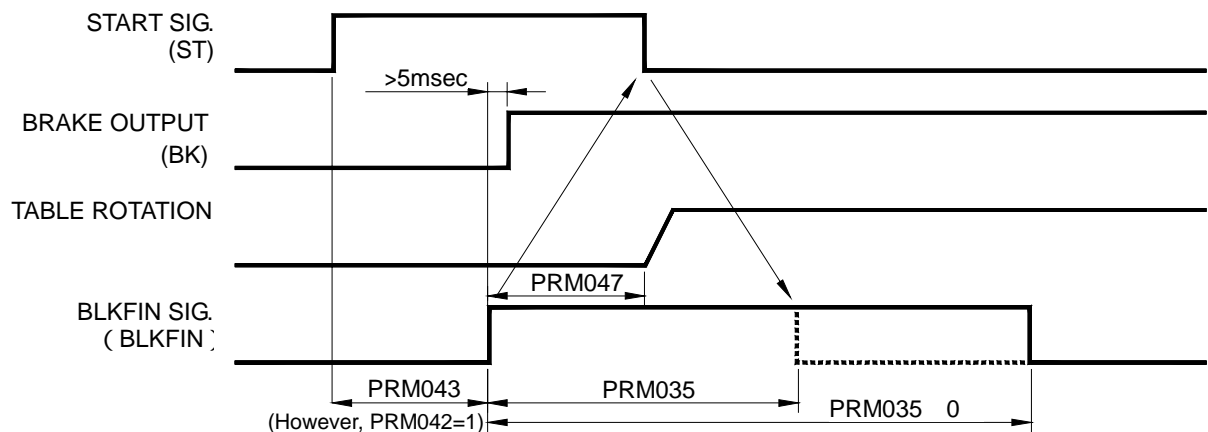 START SIG.
(ST)
>5msec
BRAKE OUTPUT
(BK)
TABLE ROTATION
PRM047
BLKFIN SIG.
( BLKFIN )
PRM043
PRM035
(However, PRM042=1)
PRM035 0